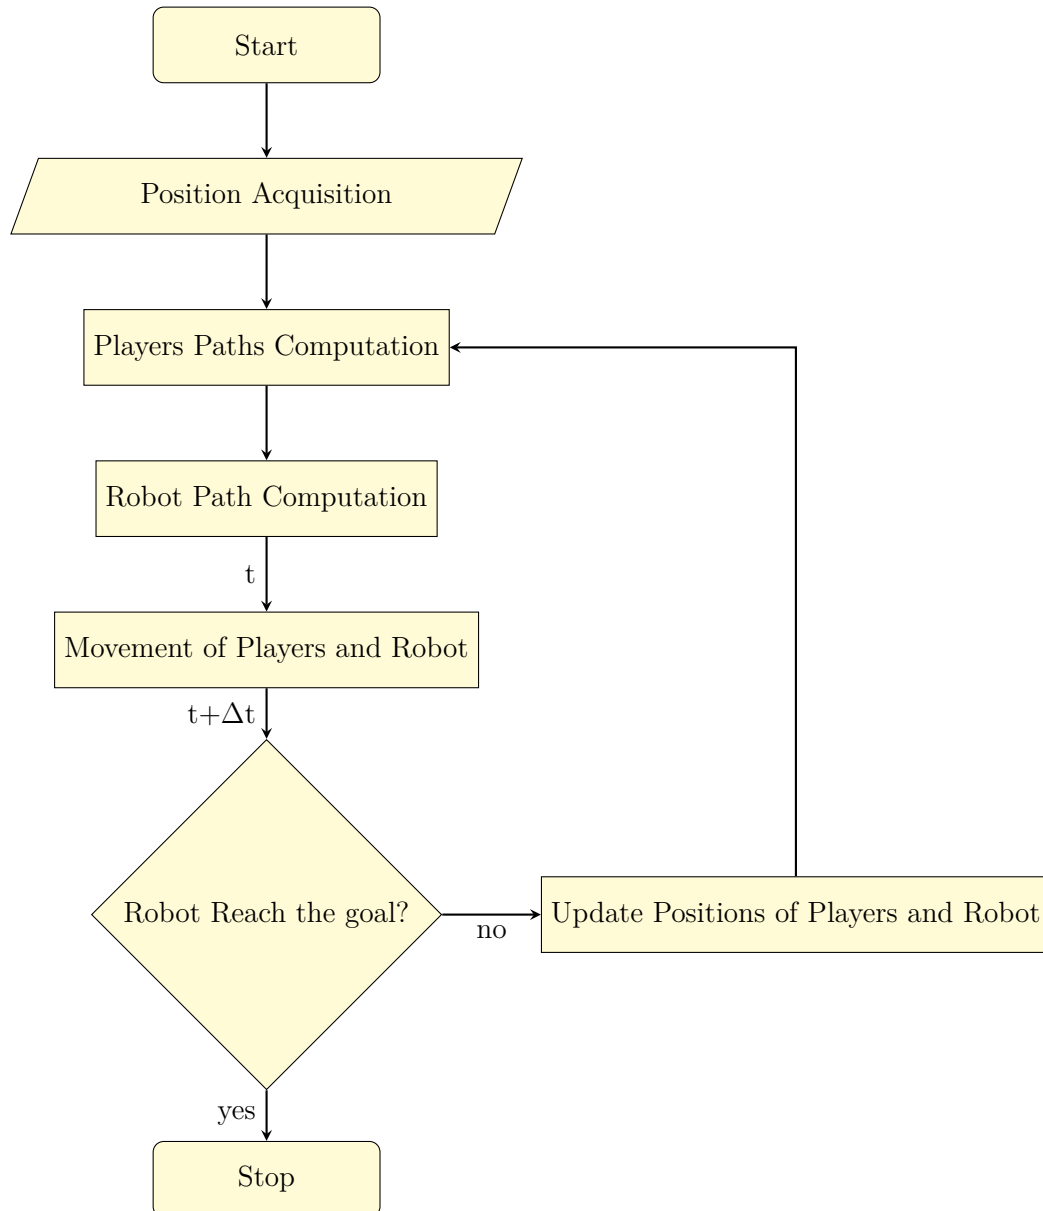 Start
Position Acquisition
Players Paths Computation
Robot Path Computation
t
Movement of Players and Robot
t+Δt
Robot Reach the goal?
no
Update Positions of Players and Robot
yes
Stop